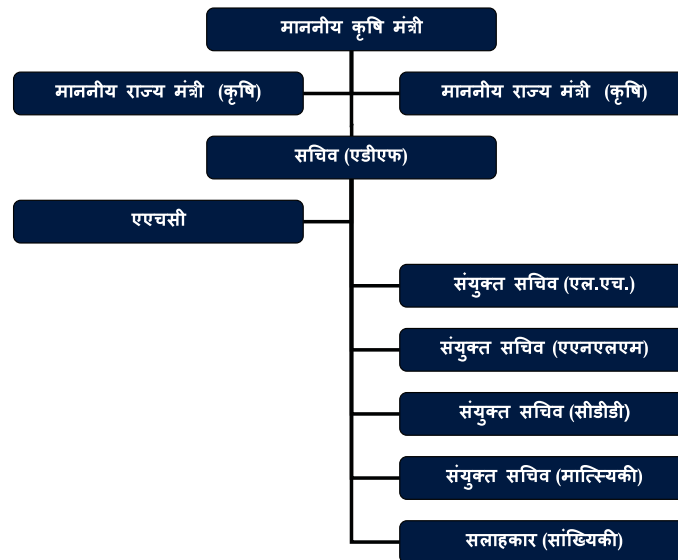 माननीय कृषि मंत्री
माननीय राज्य मंत्री (कृषि)
माननीय राज्य मंत्री (कृषि)
सचिव (एडीएफ)
एएचसी
संयुक्त सचिव (एल.एच.)
संयुक्त सचिव (एएनएलएम)
संयुक्त सचिव (सीडीडी)
संयुक्त सचिव (मात्स्यिकी)
सलाहकार (सांख्यिकी)